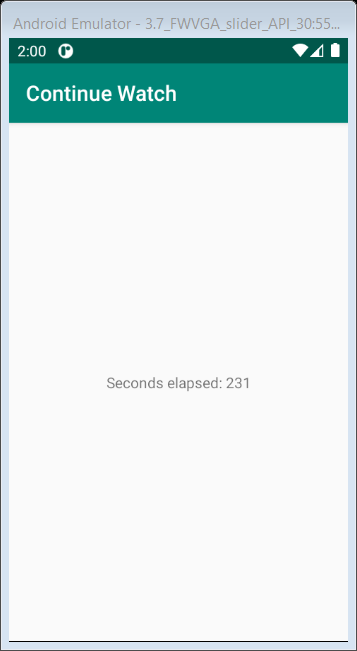 Android Emulator - 3.7_FWVGA_slider_API_30:55...
2:00
Continue Watch
Seconds elapsed: 231